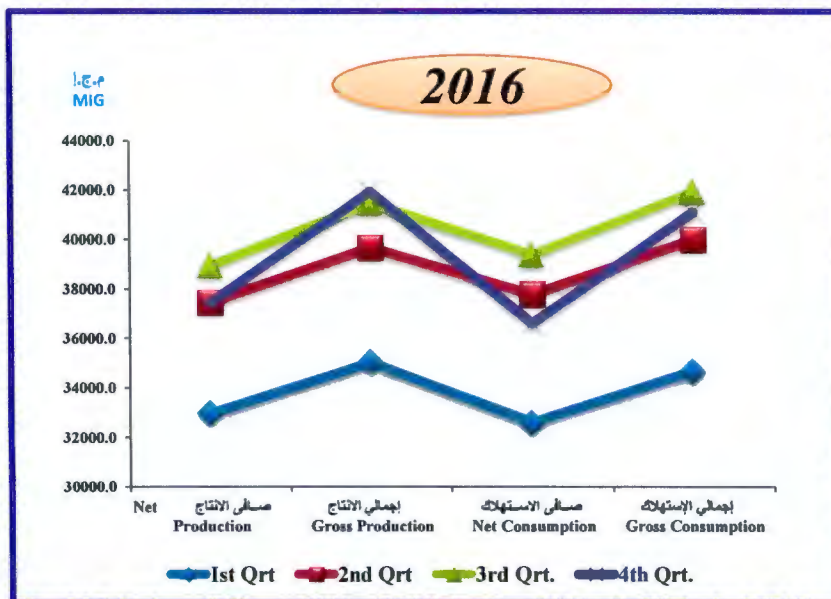 م.ج.إ
MIG
2016
44000.0
42000.0
40000.0
38000.0
36000.0
34000.0
32000.0
30000.0
Net صافى الانتاج
Production
إجمالي الانتاج
Gross Production
صافى الاستهلاك
Net Consumption
إجمالي الإستهلاك
Gross Consumption
Ist Qrt 2nd Qrt 3rd Qrt. 4th Qrt.